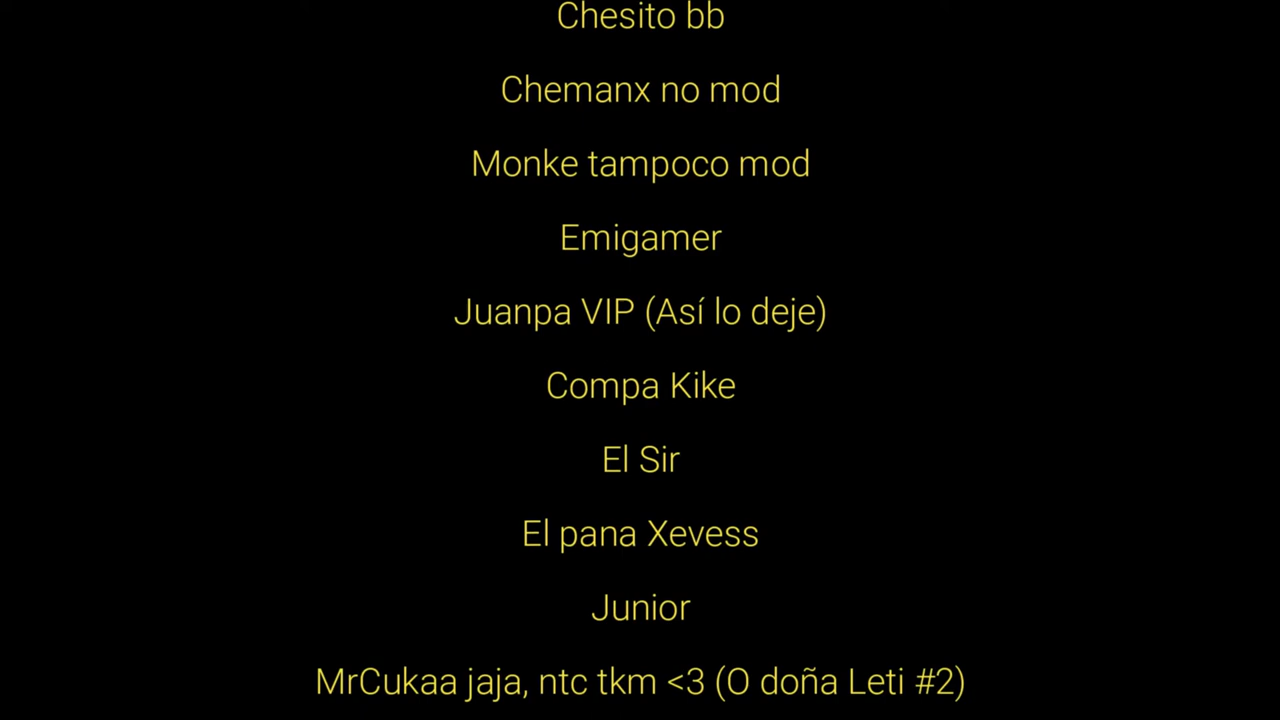 Chesito bb
Chemanx no mod
Monke tampoco mod
Emigamer
Juanpa VIP (Así lo deje)
Compa Kike
El Sir
El pana Xevess
Junior
MrCukaa jaja, ntc tkm <3 (O doña Leti #2)